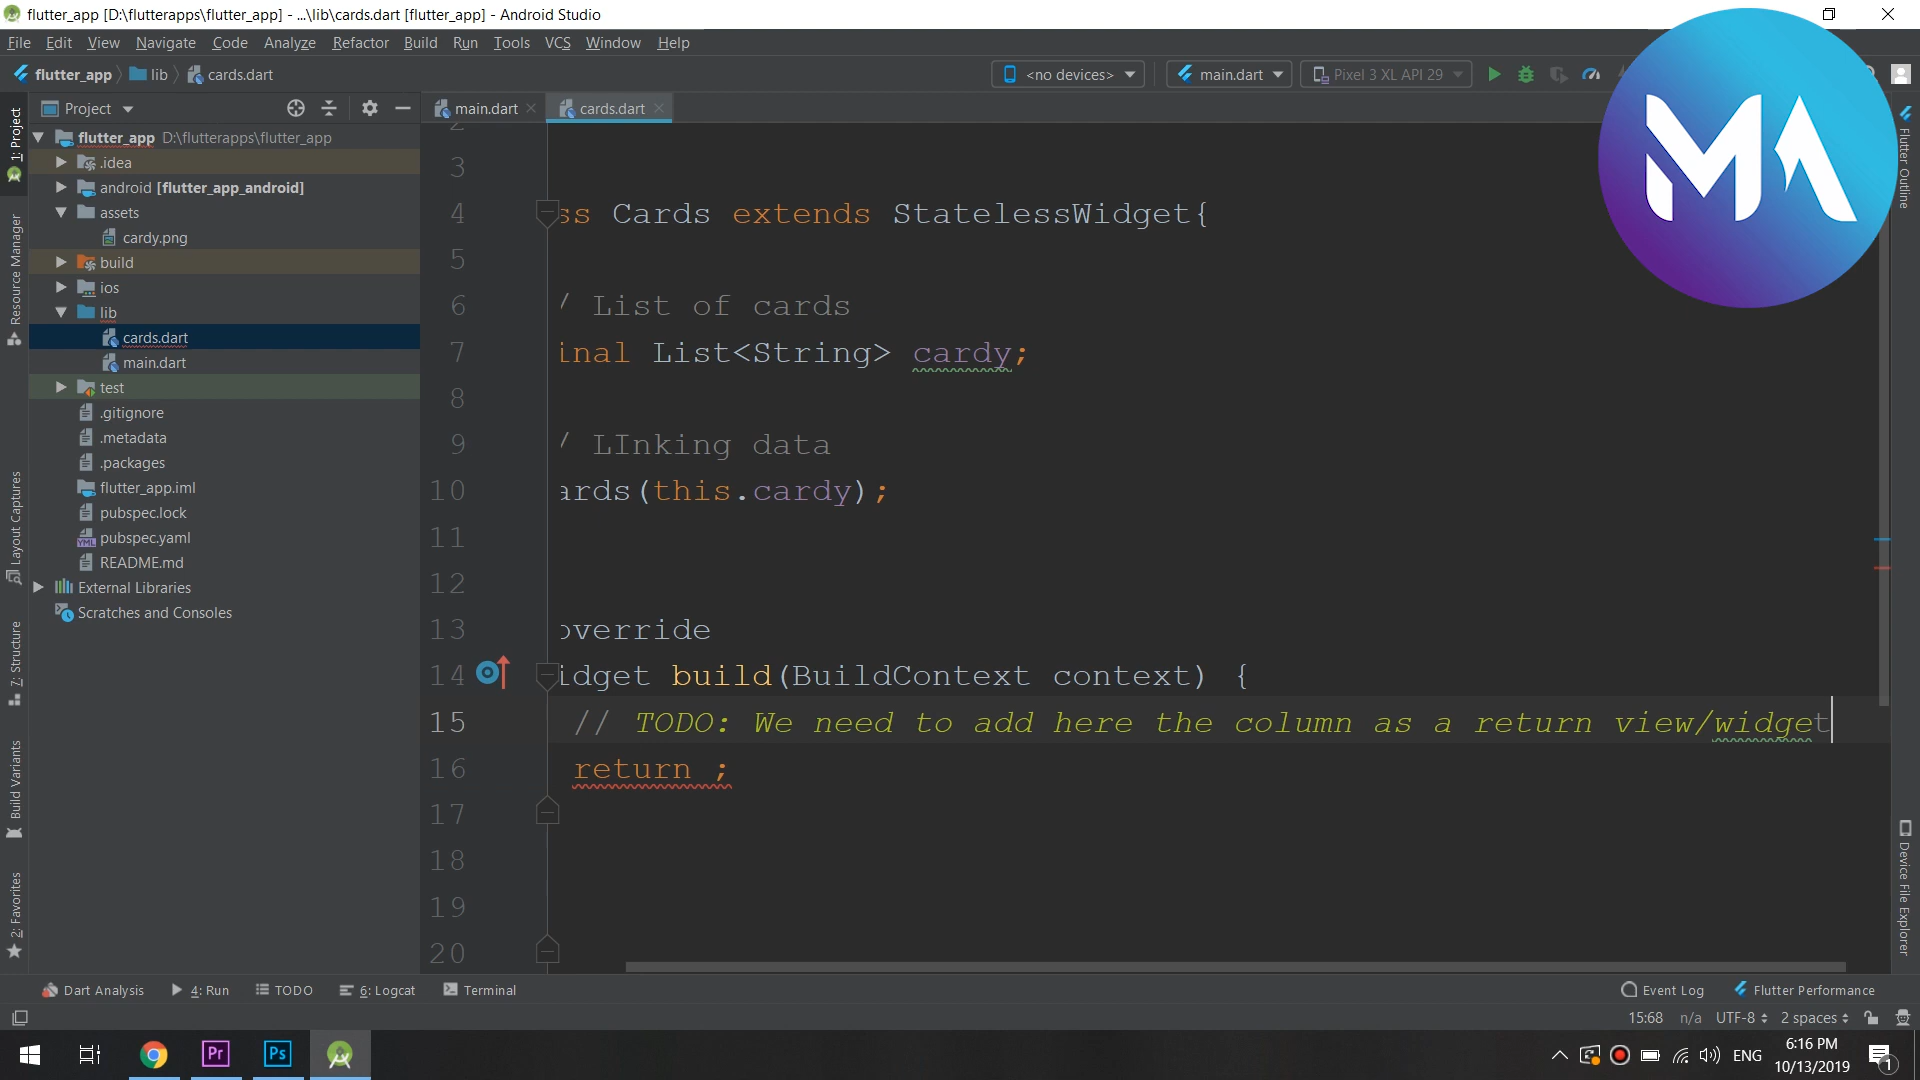 flutter_app [D:\flutterapps\flutter_app] - ...\lib\cards.dart [flutter_app] - Android Studio
File Edit View Navigate Code Analyze Refactor Build Run Tools VCS Window Help
flutter_app lib cards.dart <no devices> main.dart Pixel 3 XL API 29
MA
1: Project
Resource Manager
Layout Captures
7: Structure
Build Variants
2: Favorites
Project
flutter_app D:\flutterapps\flutter_app
.idea
android [flutter_app_android]
assets
cardy.png
build
ios
lib
cards.dart
main.dart
test
.gitignore
.metadata
.packages
flutter_app.iml
pubspec.lock
pubspec.yaml
README.md
External Libraries
Scratches and Consoles
main.dart cards.dart
2
3
4 ss Cards extends StatelessWidget{
5
6 / List of cards
7 inal List<String> cardy;
8
9 / LInking data
10 ards(this.cardy);
11
12
13 override
14 idget build(BuildContext context) {
15 // TODO: We need to add here the column as a return view/widget
16 return ;
17
18
19
20
Flutter Outline
Device File Explorer
Dart Analysis 4: Run TODO 6: Logcat Terminal Event Log Flutter Performance
15:68 n/a UTF-8 2 spaces
Pr Ps ENG 6:16 PM
10/13/2019 1